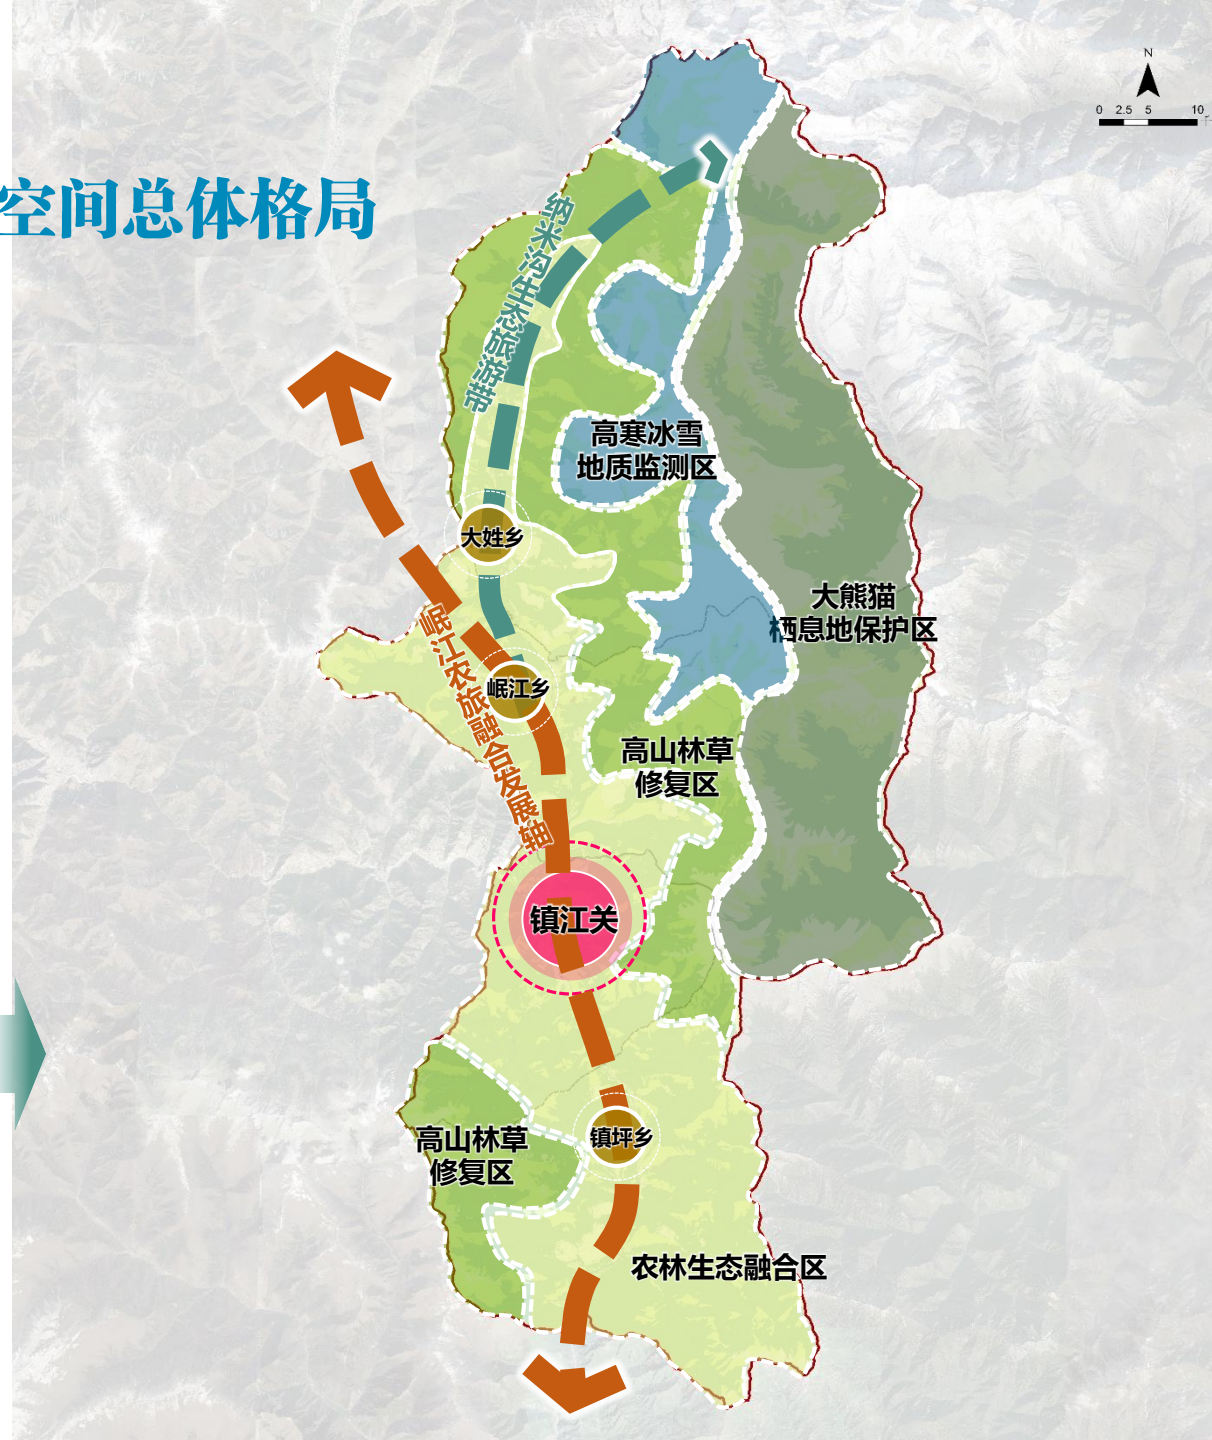 N
0 2.5 5 10
空间总体格局
纳米沟生态旅游带
高寒冰雪
地质监测区
大姓乡
大熊猫
栖息地保护区
岷江农旅融合发展轴
岷江乡
高山林草
修复区
镇江关
高山林草
修复区
镇坪乡
农林生态融合区